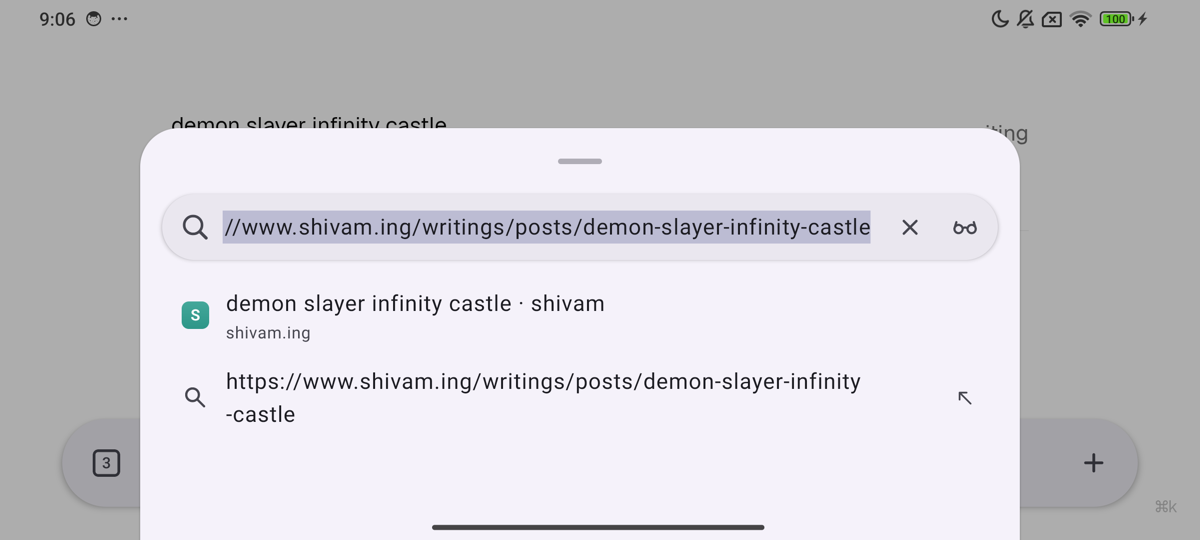 9:06
100
demon slayer infinity castle
iting
//www.shivam.ing/writings/posts/demon-slayer-infinity-castle
S
demon slayer infinity castle · shivam
shivam.ing
https://www.shivam.ing/writings/posts/demon-slayer-infinity
-castle
3
⌘k